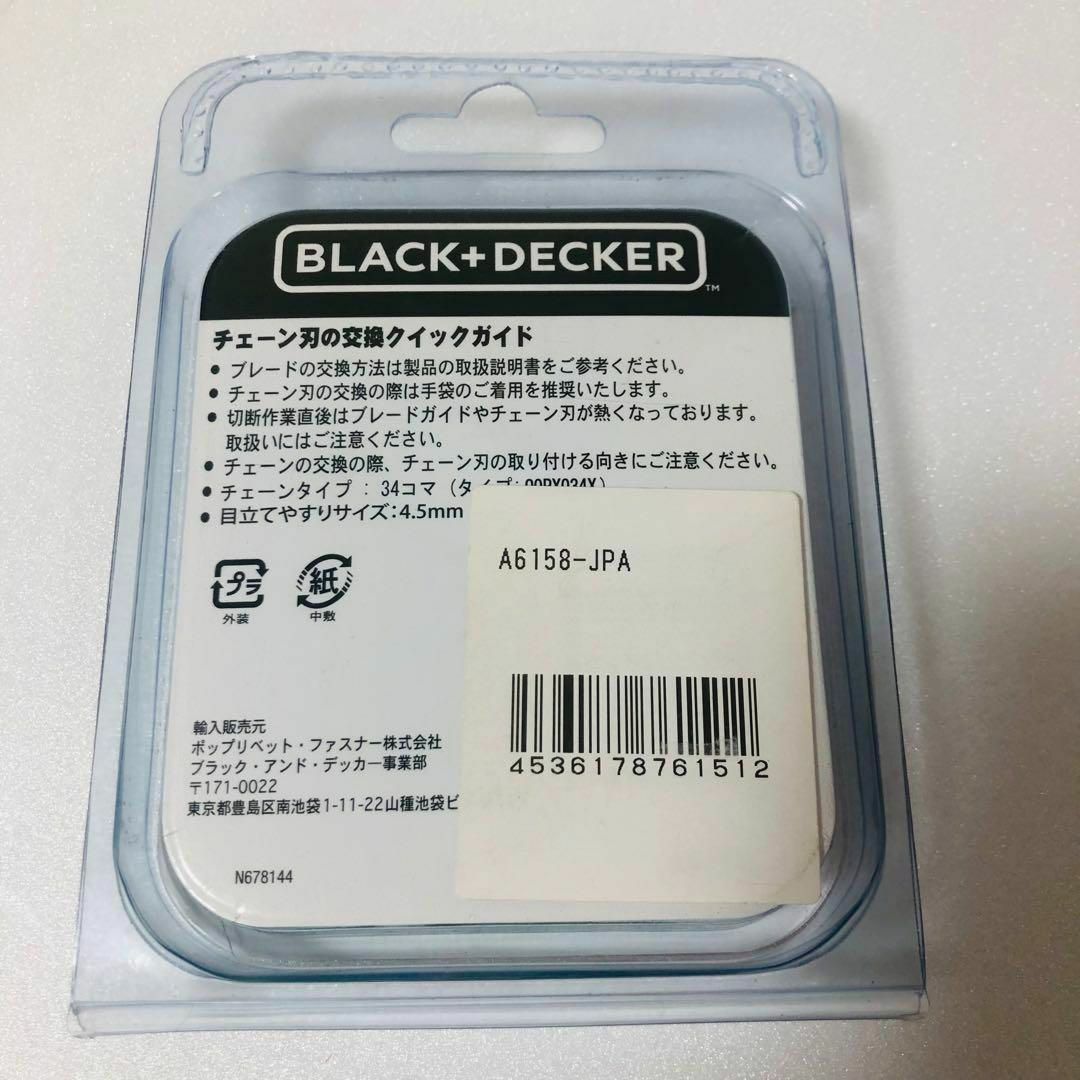 BLACK+DECKER
TM
チェーン刃の交換クイックガイド
● ブレードの交換方法は製品の取扱説明書をご参考ください。
● チェーン刃の交換の際は手袋のご着用を推奨いたします。
● 切断作業直後はブレードガイドやチェーン刃が熱くなっております。
取扱いにはご注意ください。
● チェーンの交換の際、チェーン刃の取り付ける向きにご注意ください。
● チェーンタイプ : 34コマ (タイプ:
● 目立てやすりサイズ:4.5mm
プラ
外装
紙
中敷
A6158-JPA
4536178761512
輸入販売元
ポップリベット・ファスナー株式会社
ブラック・アンド・デッカー事業部
〒171-0022
東京都豊島区南池袋1-11-22山種池袋ビ
N678144